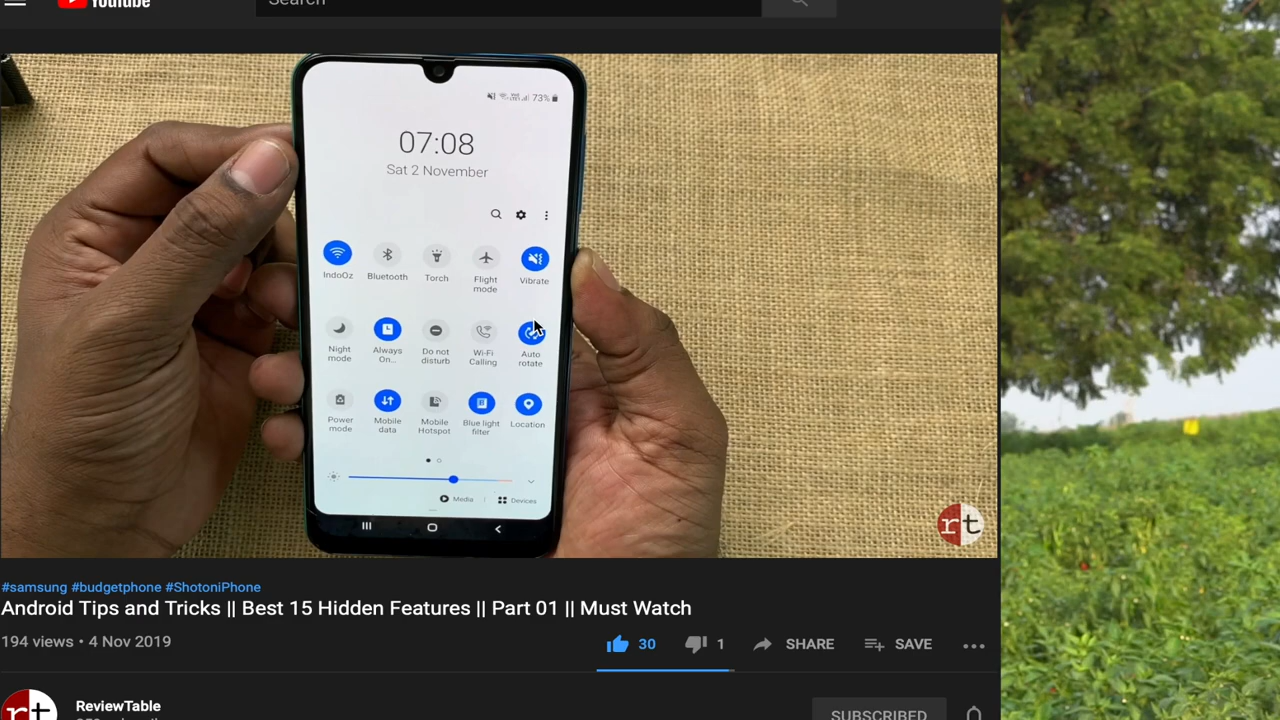 YouTube
Search
73%
07:08
Sat 2 November
IndoOz
Bluetooth
Torch
Flight mode
Vibrate
Night mode
Always On...
Do not disturb
Wi-Fi Calling
Auto rotate
Power mode
Mobile data
Mobile Hotspot
Blue light filter
Location
Media
Devices
rt
#samsung #budgetphone #ShotoniPhone
Android Tips and Tricks || Best 15 Hidden Features || Part 01 || Must Watch
194 views • 4 Nov 2019
30
1
SHARE
SAVE
rt
ReviewTable
SUBSCRIBED